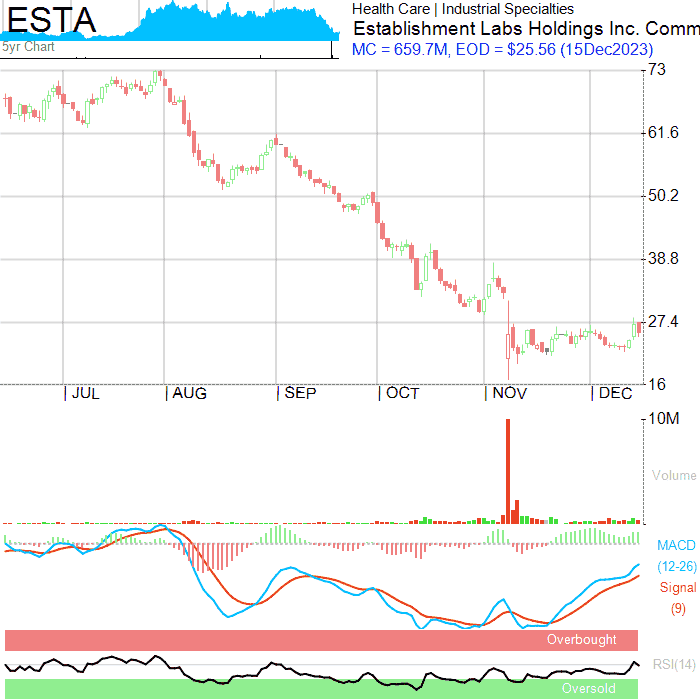 ESTA
5yr Chart
Health Care | Industrial Specialties
Establishment Labs Holdings Inc. Comm
MC = 659.7M, EOD = $25.56 (15Dec2023)
73
61.6
50.2
38.8
27.4
16
| JUL | AUG | SEP | OCT | NOV | DEC
10M
Volume
MACD
(12-26)
Signal
(9)
Overbought
RSI(14)
Oversold